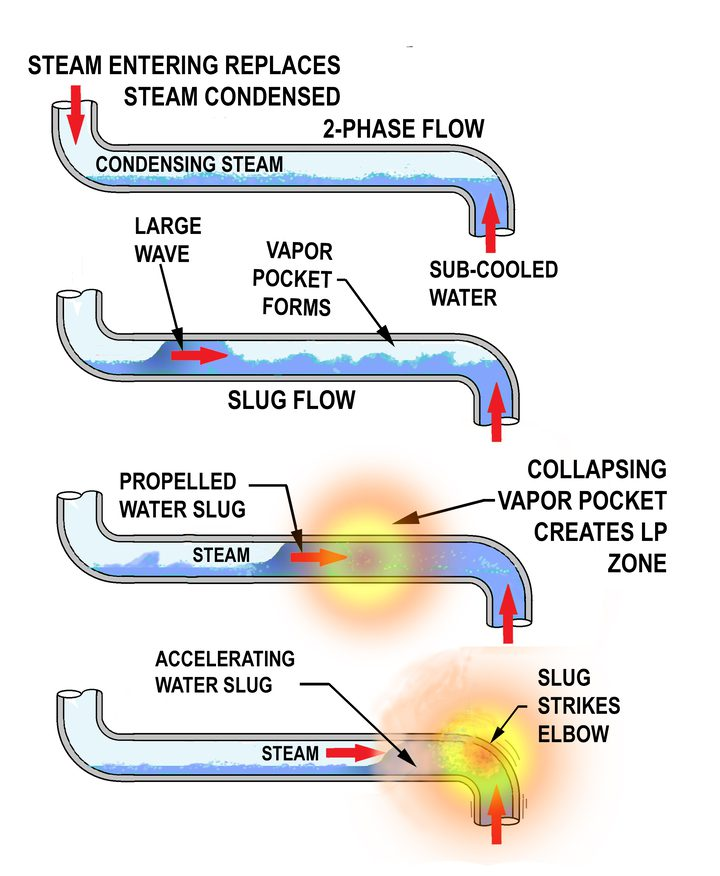 STEAM ENTERING REPLACES
STEAM CONDENSED
2-PHASE FLOW
CONDENSING STEAM
LARGE
WAVE
VAPOR
POCKET
FORMS
SUB-COOLED
WATER
SLUG FLOW
PROPELLED
WATER SLUG
COLLAPSING
VAPOR POCKET
CREATES LP
ZONE
STEAM
ACCELERATING
WATER SLUG
SLUG
STRIKES
ELBOW
STEAM